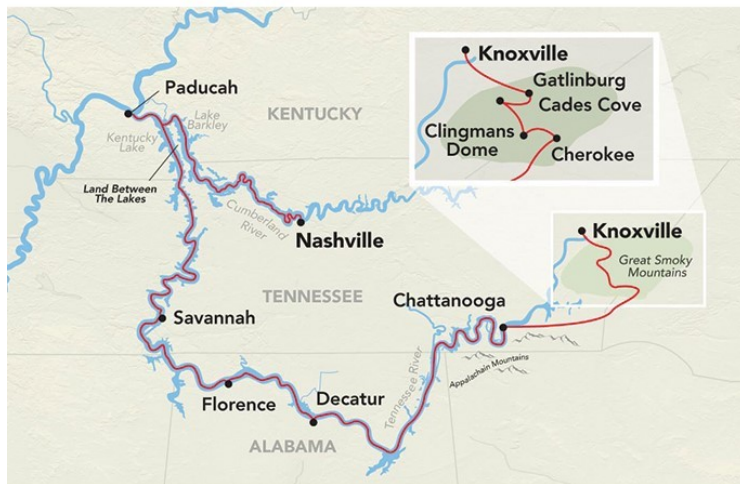 Paducah
Lake
Barkley
KENTUCKY
Kentucky
Lake
Land Between
The Lakes
Cumberland
River
Nashville
TENNESSEE
Savannah
Florence
Decatur
ALABAMA
Tennessee River
Chattanooga
Appalachain Mountains
Knoxville
Great Smoky
Mountains
Knoxville
Gatlinburg
Cades Cove
Clingmans
Dome
Cherokee